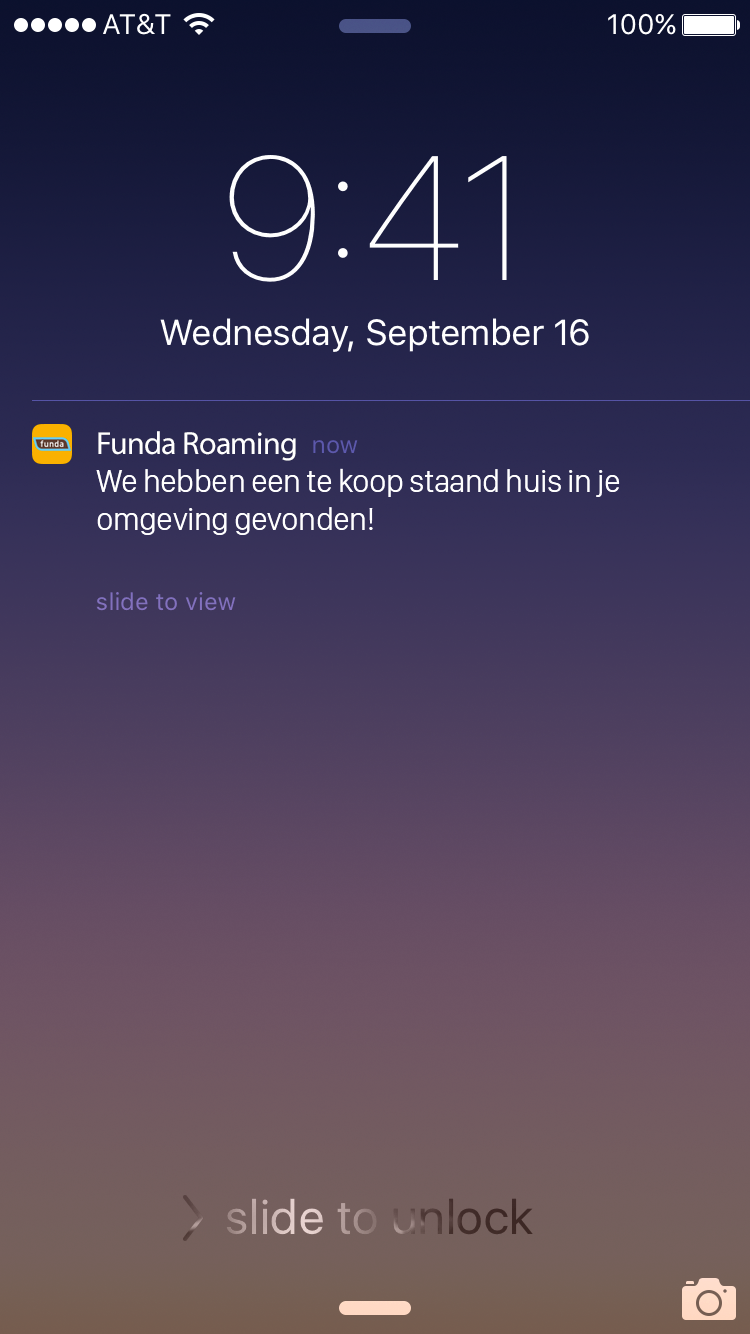 AT&T 100%
9:41
Wednesday, September 16
funda
Funda Roaming now
We hebben een te koop staand huis in je
omgeving gevonden!
slide to view
slide to unlock